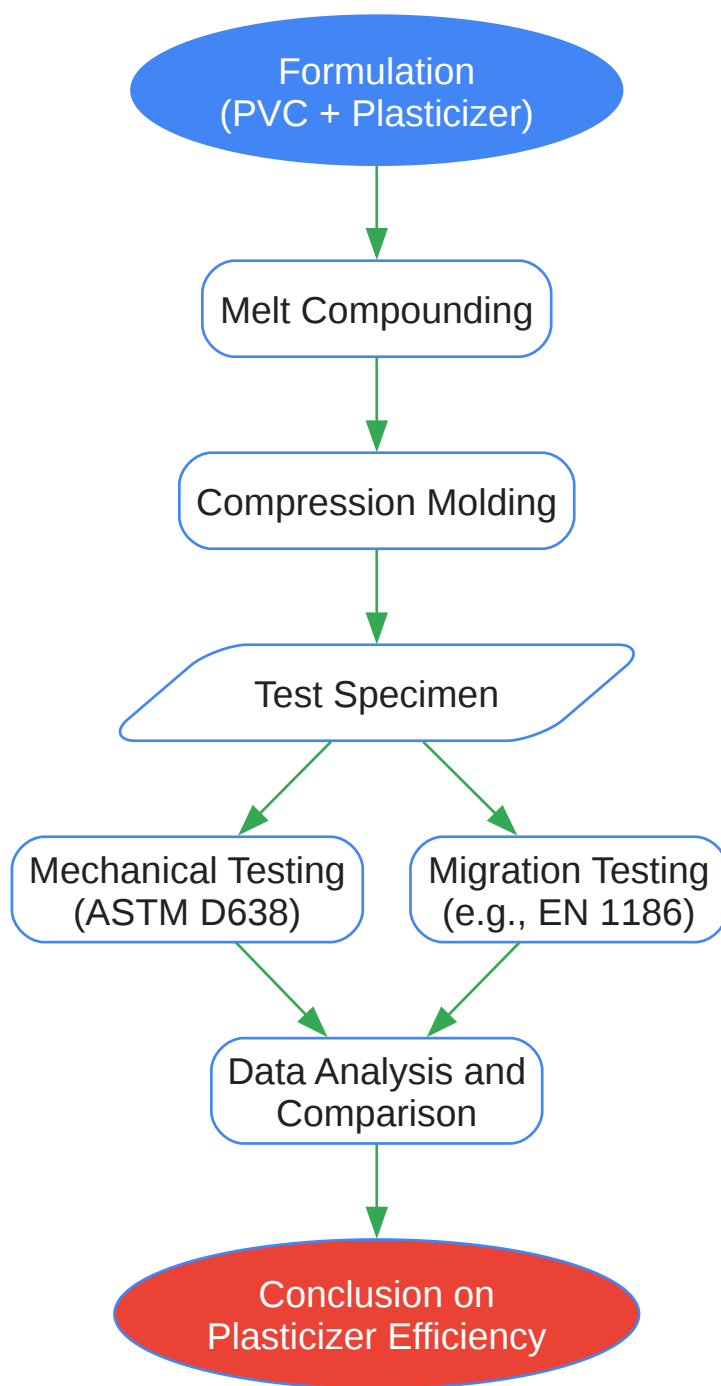 Formulation
(PVC + Plasticizer)
Melt Compounding
Compression Molding
Test Specimen
Mechanical Testing
(ASTM D638)
Migration Testing
(e.g., EN 1186)
Data Analysis and
Comparison
Conclusion on
Plasticizer Efficiency